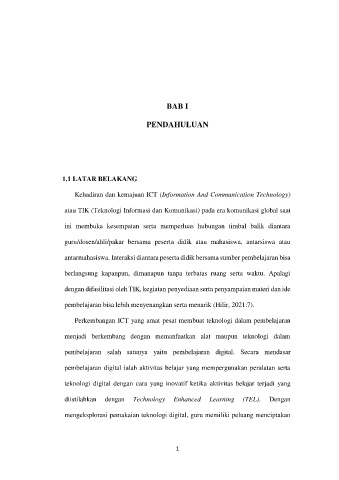 BAB I
PENDAHULUAN
1.1 LATAR BELAKANG
Kehadiran dan kemajuan ICT (Information And Communication Technology)
atau TIK (Teknologi Informasi dan Komunikasi) pada era komunikasi global saat
ini membuka kesempatan serta memperluas hubungan timbal balik diantara
guru/dosen/ahli/pakar bersama peserta didik atau mahasiswa, antarsiswa atau
antarmahasiswa. Interaksi diantara peserta didik bersama sumber pembelajaran bisa
berlangsung kapanpun, dimanapun tanpa terbatas ruang serta waktu. Apalagi
dengan difasilitasi oleh TIK, kegiatan penyediaan serta penyampaian materi dan ide
pembelajaran bisa lebih menyenangkan serta menarik (Hilir, 2021:7).
Perkembangan ICT yang amat pesat membuat teknologi dalam pembelajaran
menjadi berkembang dengan memanfaatkan alat maupun teknologi dalam
pembelajaran salah satunya yaitu pembelajaran digital. Secara mendasar
pembelajaran digital ialah aktivitas belajar yang mempergunakan peralatan serta
teknologi digital dengan cara yang inovatif ketika aktivitas belajar terjadi yang
diistilahkan dengan Technology Enhanced Learning (TEL). Dengan
mengeloplorasi pemakaian teknologi digital, guru memiliki peluang menciptakan
1